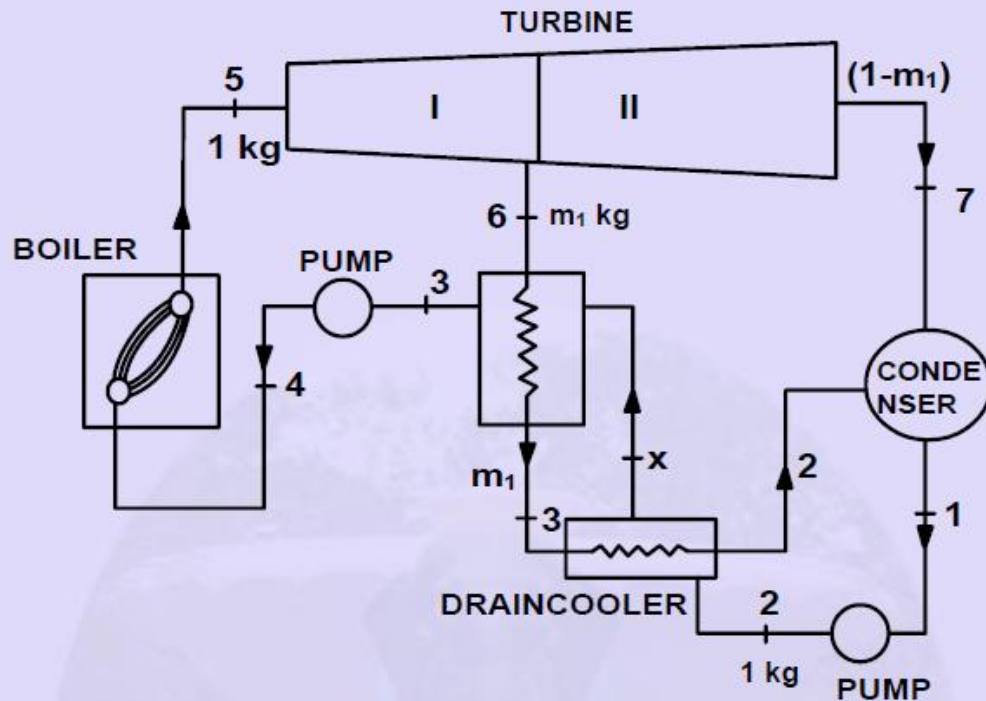 TURBINE
5
I
II
(1-m₁)
1 kg
6
m₁ kg
7
BOILER
PUMP
3
4
CONDE
NSER
m₁
x
2
3
1
DRAINCOOLER
2
1 kg
PUMP